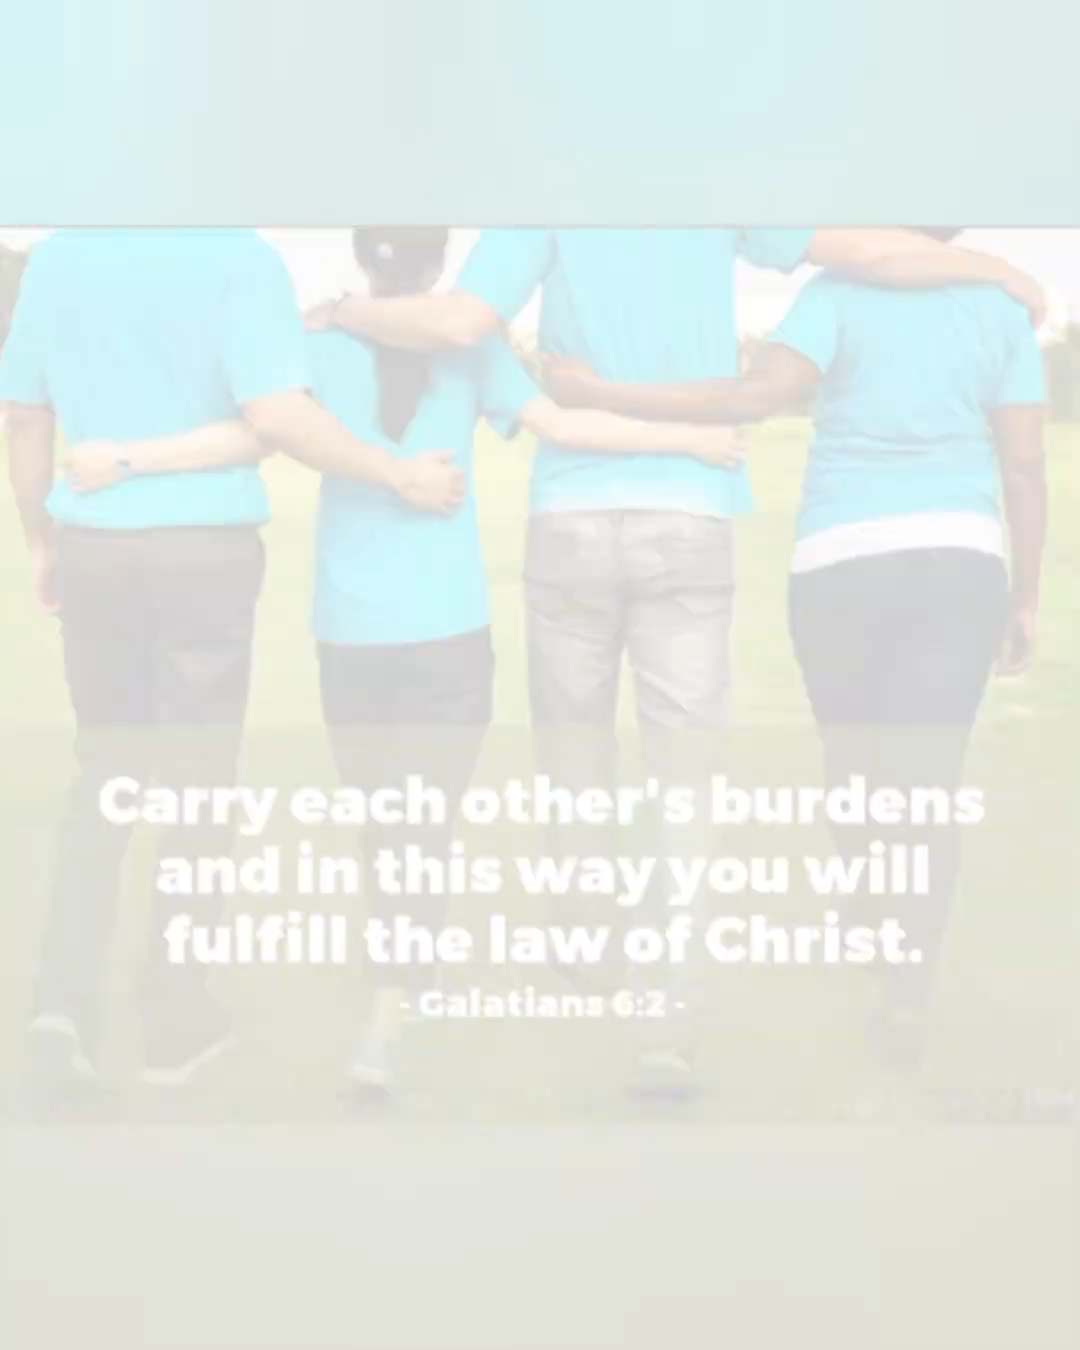 Carry each other's burdens
and in this way you will
fulfill the law of Christ.
- Galatians 6:2 -